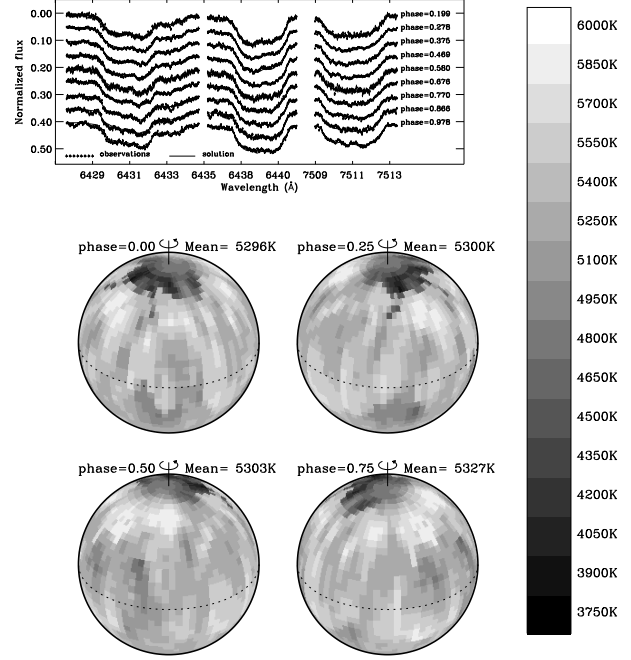 0.00
0.10
0.20
0.30
0.40
0.50
Normalized flux
phase=0.199
phase=0.278
phase=0.375
phase=0.469
phase=0.580
phase=0.676
phase=0.770
phase=0.866
phase=0.978
observations solution
6429 6431 6433 6435 6438 6440 7509 7511 7513
Wavelength (Å)
phase=0.00 Mean= 5296K
phase=0.25 Mean= 5300K
phase=0.50 Mean= 5303K
phase=0.75 Mean= 5327K
6000K
5850K
5700K
5550K
5400K
5250K
5100K
4950K
4800K
4650K
4500K
4350K
4200K
4050K
3900K
3750K